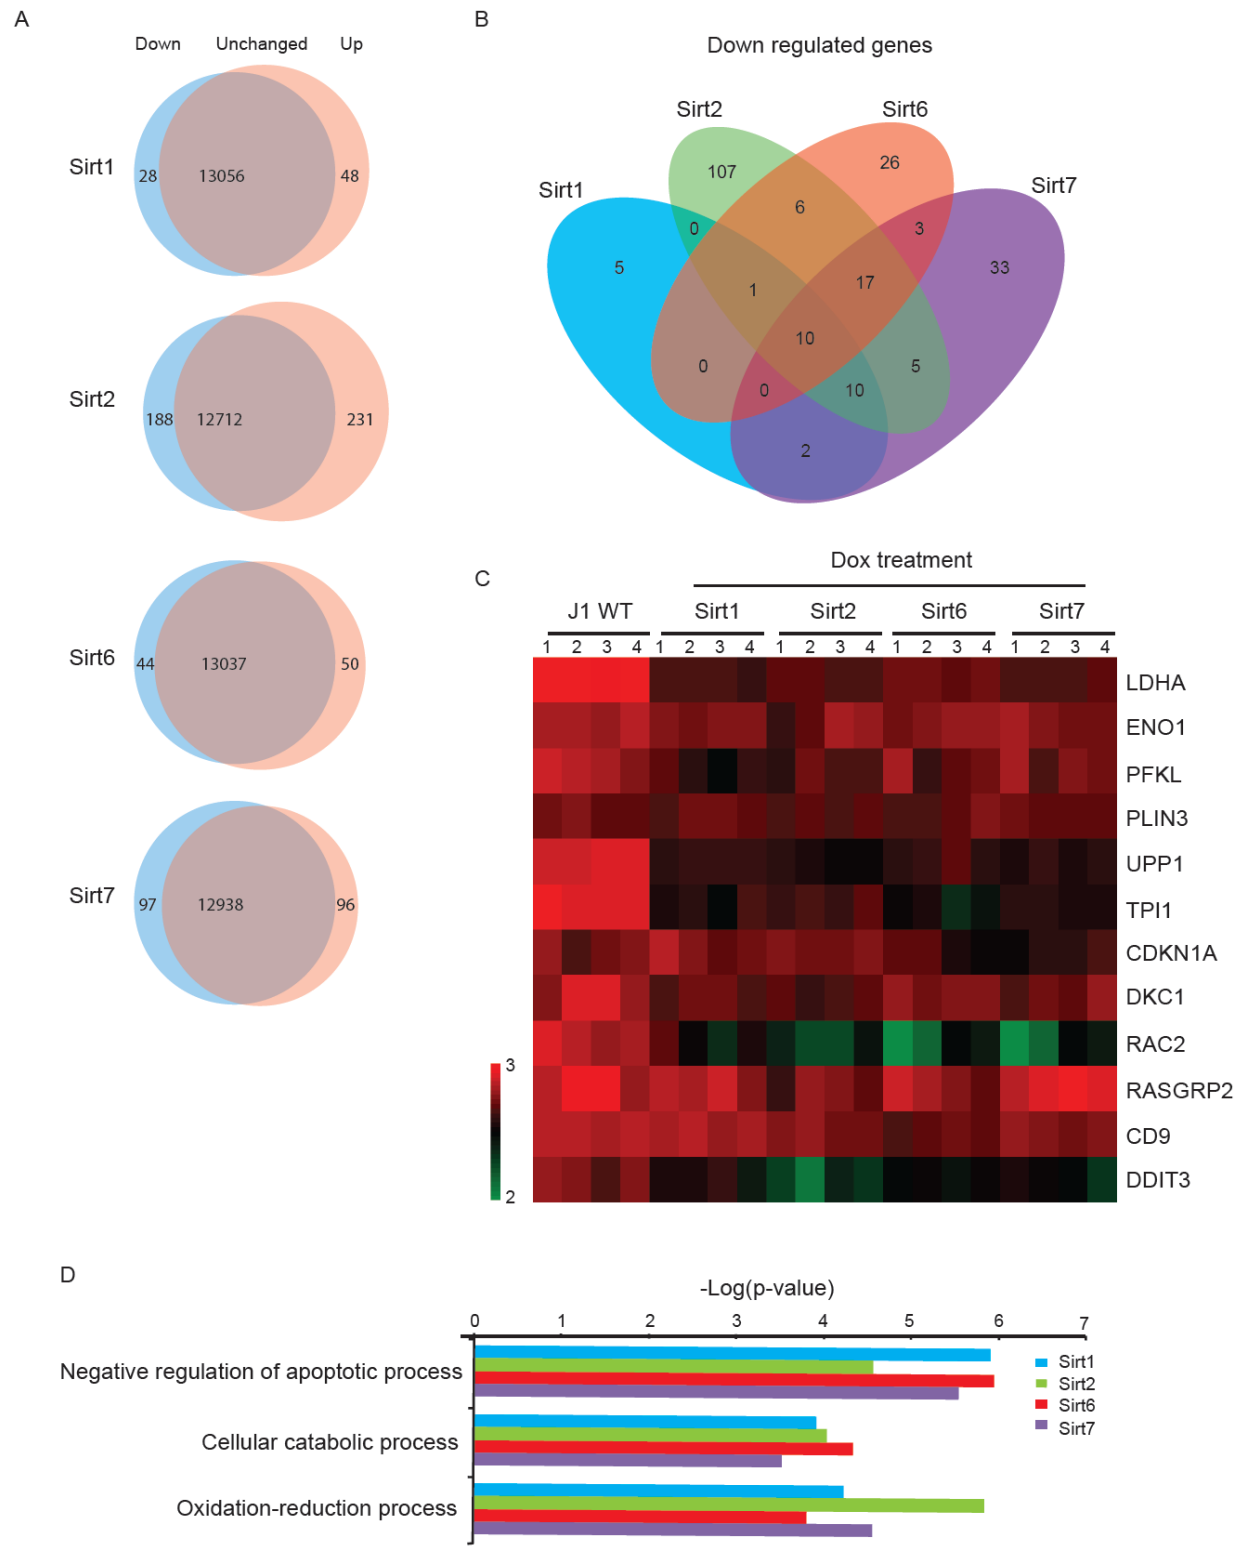 A
Down Unchanged Up
Sirt1
28 13056 48
Sirt2
188 12712 231
Sirt6
44 13037 50
Sirt7
97 12938 96
B
Down regulated genes
Sirt2 Sirt6
Sirt1 Sirt7
107 26
6
0 3
5 33
1 17
10
0 5
0 10
2
C
Dox treatment
J1 WT Sirt1 Sirt2 Sirt6 Sirt7
1 2 3 4 1 2 3 4 1 2 3 4 1 2 3 4 1 2 3 4
LDHA
ENO1
PFKL
PLIN3
UPP1
TPI1
CDKN1A
DKC1
RAC2
RASGRP2
CD9
DDIT3
3
2
D
-Log(p-value)
0 1 2 3 4 5 6 7
Negative regulation of apoptotic process
Cellular catabolic process
Oxidation-reduction process
Sirt1
Sirt2
Sirt6
Sirt7